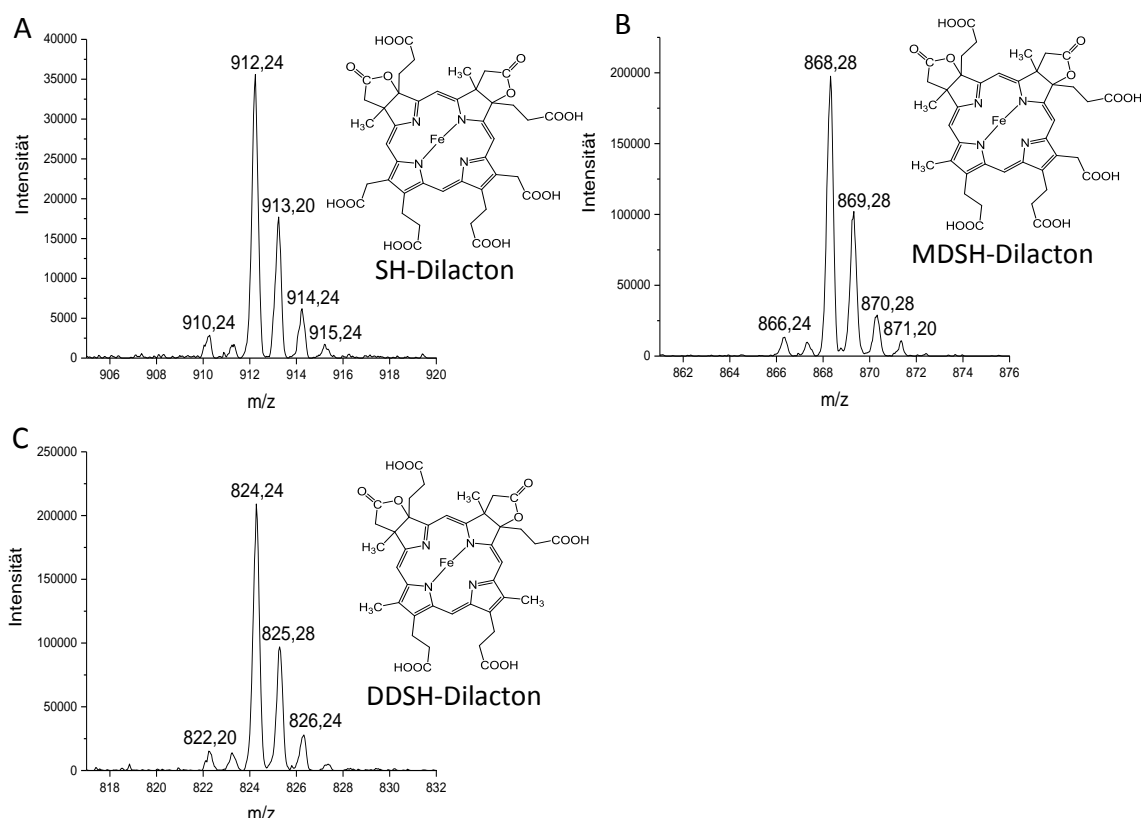 A
Intensität
40000
35000
30000
25000
20000
15000
10000
5000
0
912,24
913,20
914,24
915,24
910,24
906 908 910 912 914 916 918 920
m/z
HOOC
O
O
H₃C
O
O
H₃C
N
N
Fe
N
N
COOH
HOOC
COOH
HOOC
COOH
SH-Dilacton
B
Intensität
200000
150000
100000
50000
0
868,28
869,28
870,28
871,20
866,24
862 864 866 868 870 872 874 876
m/z
HOOC
O
O
H₃C
O
O
H₃C
N
N
Fe
N
N
COOH
H₃C
COOH
HOOC
COOH
MDSH-Dilacton
C
Intensität
250000
200000
150000
100000
50000
0
824,24
825,28
826,24
822,20
818 820 822 824 826 828 830 832
m/z
HOOC
O
O
H₃C
O
O
H₃C
N
N
Fe
N
N
COOH
H₃C
CH₃
HOOC
COOH
DDSH-Dilacton